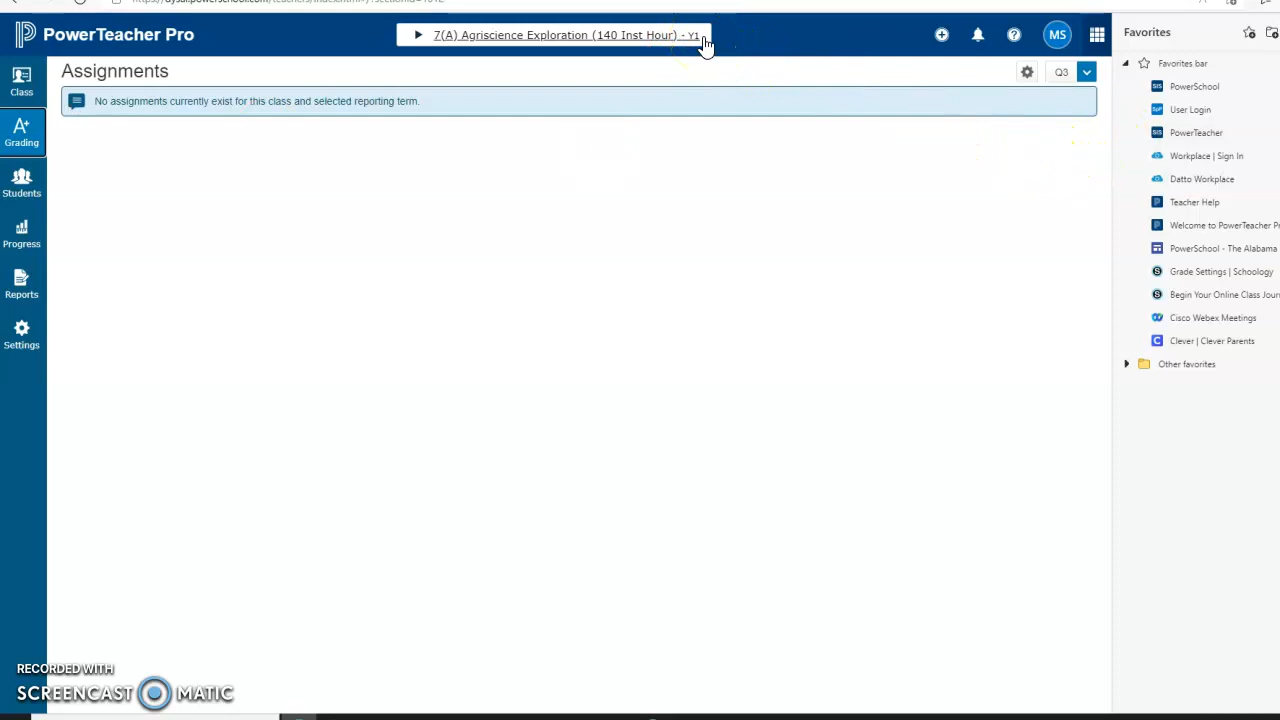 PowerTeacher Pro
7(A) Agriscience Exploration (140 Inst Hour) - Y1
MS
Favorites
Class
Grading
Students
Progress
Reports
Settings
Assignments
Q3
No assignments currently exist for this class and selected reporting term.
Favorites bar
PowerSchool
User Login
PowerTeacher
Workplace | Sign In
Datto Workplace
Teacher Help
Welcome to PowerTeacher Pr
PowerSchool - The Alabama
Grade Settings | Schoology
Begin Your Online Class Jour
Cisco Webex Meetings
Clever | Clever Parents
Other favorites
RECORDED WITH
SCREENCAST MATIC